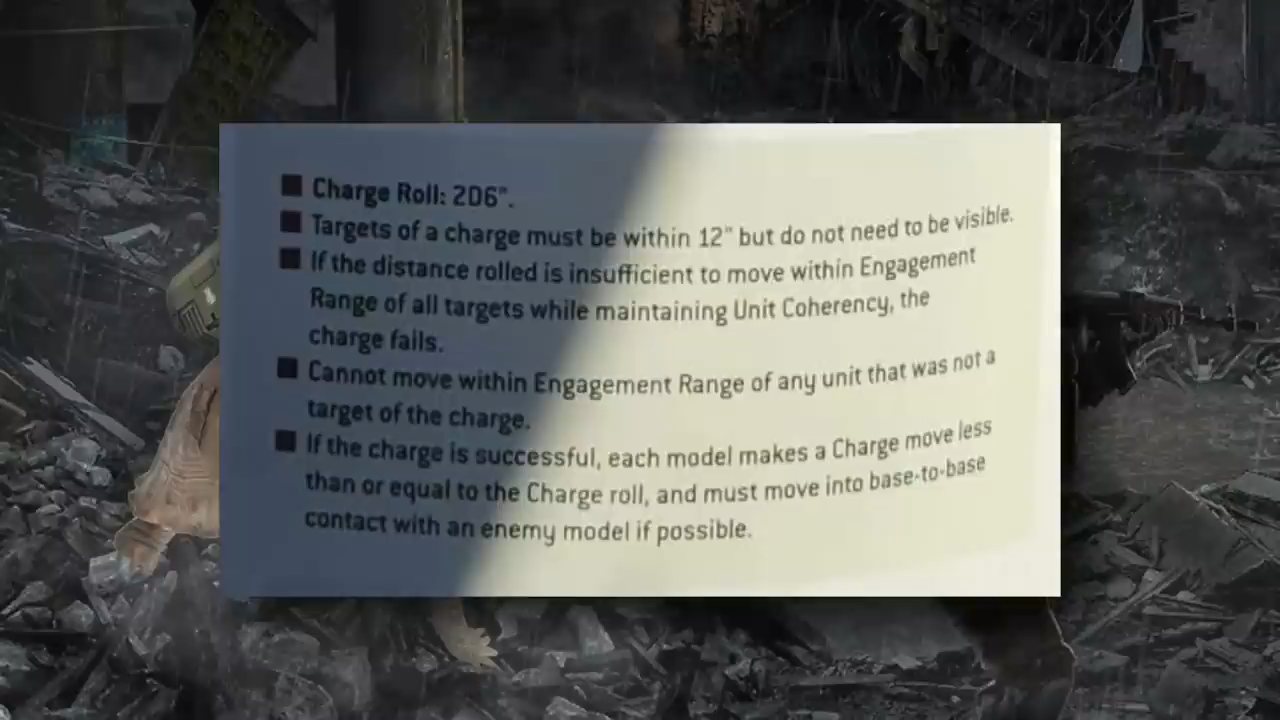 Charge Roll: 2D6".
Targets of a charge must be within 12" but do not need to be visible.
If the distance rolled is insufficient to move within Engagement
Range of all targets while maintaining Unit Coherency, the
charge fails.
Cannot move within Engagement Range of any unit that was not a
target of the charge.
If the charge is successful, each model makes a Charge move less
than or equal to the Charge roll, and must move into base-to-base
contact with an enemy model if possible.